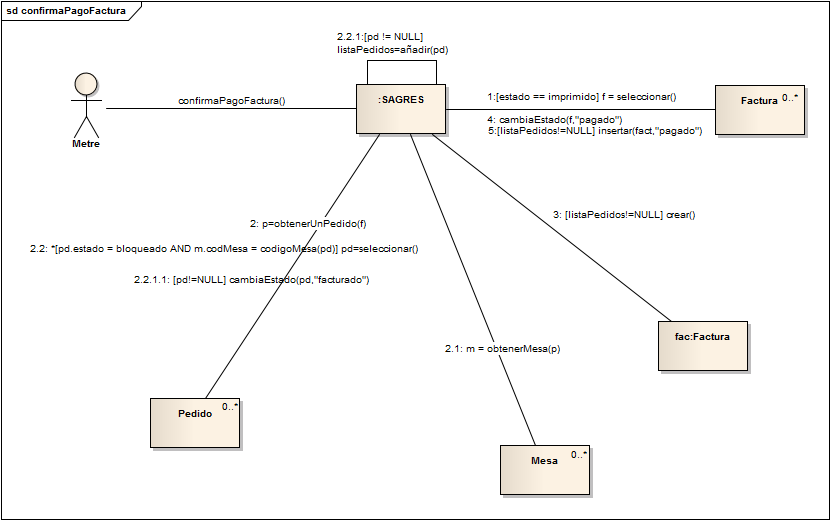 sd confirmaPagoFactura
2.2.1:[pd != NULL]
listaPedidos=añadir(pd)
:SAGRES
confirmaPagoFactura()
Metre
1:[estado == imprimido] f = seleccionar()
Factura
0..*
4: cambiaEstado(f,"pagado")
5:[listaPedidos!=NULL] insertar(fact,"pagado")
2: p=obtenerUnPedido(f)
3: [listaPedidos!=NULL] crear()
2.2: *[pd.estado = bloqueado AND m.codMesa = codigoMesa(pd)] pd=seleccionar()
2.2.1.1: [pd!=NULL] cambiaEstado(pd,"facturado")
fac:Factura
2.1: m = obtenerMesa(p)
Pedido
0..*
Mesa
0..*